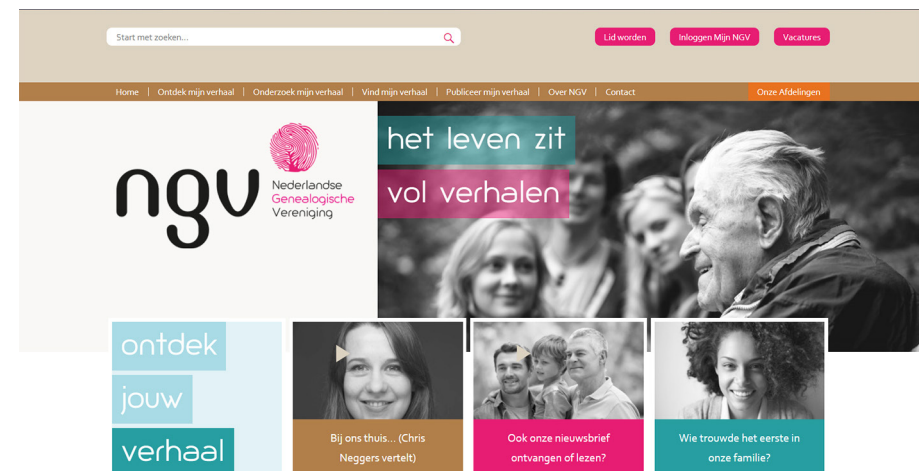 Start met zoeken...
Lid worden
Inloggen Mijn NGV
Vacatures
Home | Ontdek mijn verhaal | Onderzoek mijn verhaal | Vind mijn verhaal | Publiceer mijn verhaal | Over NGV | Contact
Onze Afdelingen
ngv
Nederlandse
Genealogische
Vereniging
het leven zit
vol verhalen
ontdek
jouw
verhaal
Bij ons thuis... (Chris
Neggers vertelt)
Ook onze nieuwsbrief
ontvangen of lezen?
Wie trouwde het eerste in
onze familie?